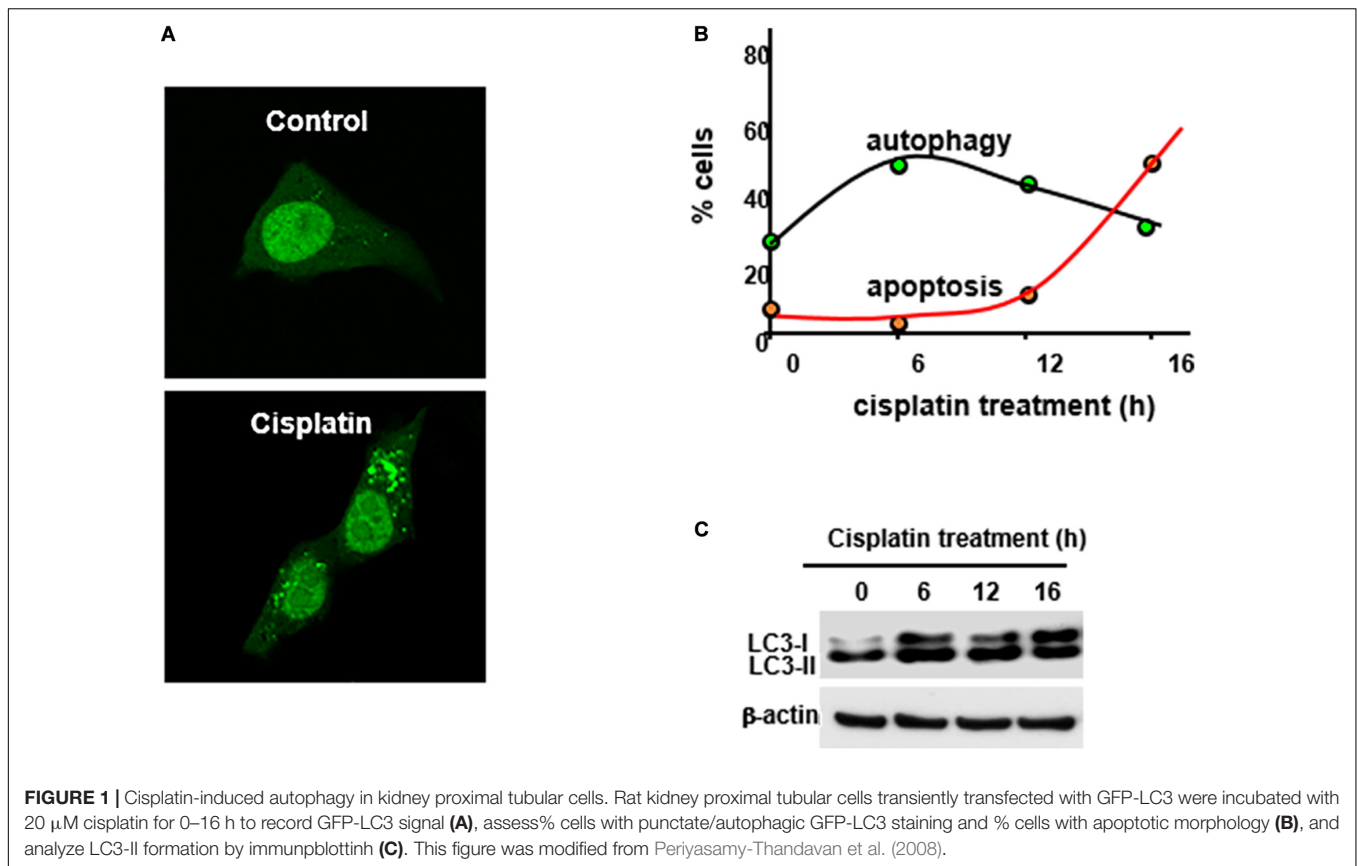 A
Control
Cisplatin
B
80
60
40
20
0
% cells
autophagy
apoptosis
0 6 12 16
cisplatin treatment (h)
C
Cisplatin treatment (h)
0 6 12 16
LC3-I
LC3-II
β-actin
FIGURE 1 | Cisplatin-induced autophagy in kidney proximal tubular cells. Rat kidney proximal tubular cells transiently transfected with GFP-LC3 were incubated with
20 μM cisplatin for 0–16 h to record GFP-LC3 signal (A), assess% cells with punctate/autophagic GFP-LC3 staining and % cells with apoptotic morphology (B), and
analyze LC3-II formation by immunpblottinh (C). This figure was modified from Periyasamy-Thandavan et al. (2008).